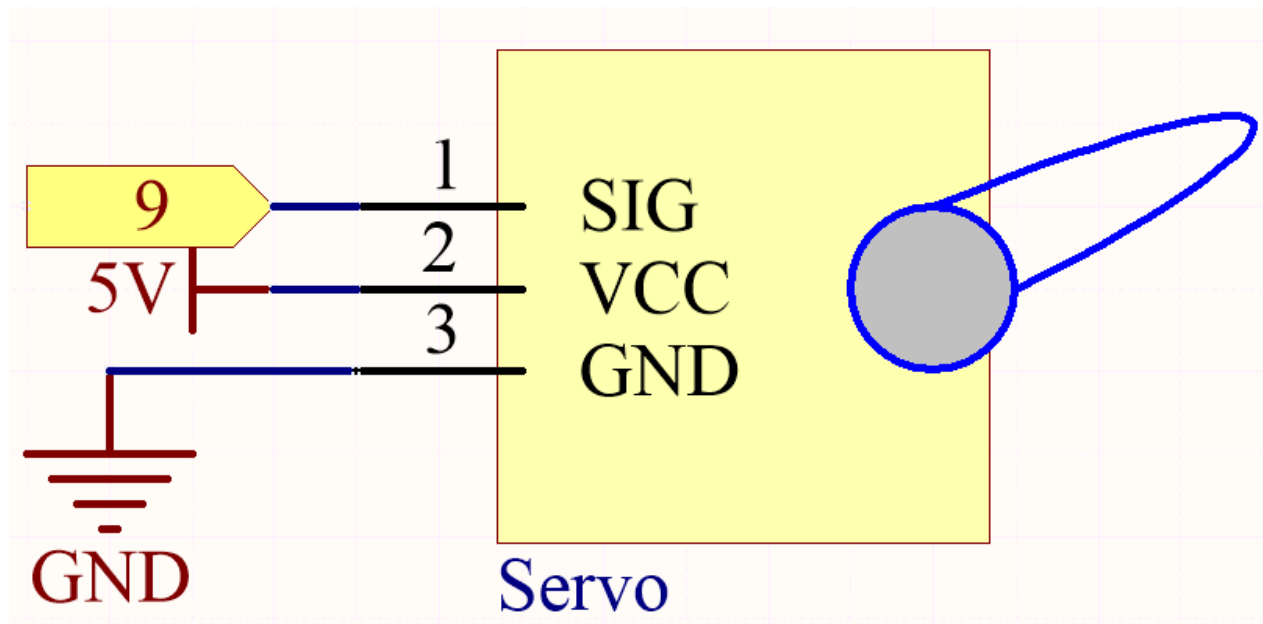 1
9 SIG
2
5V VCC
3
GND
GND
Servo